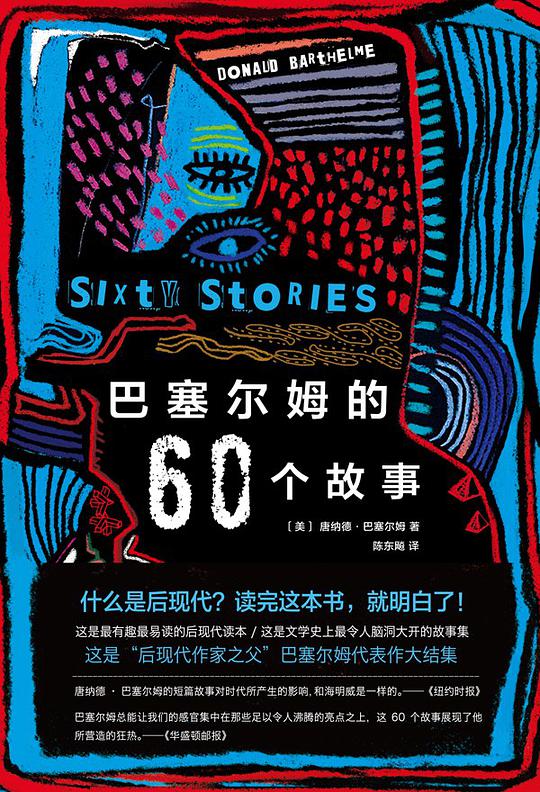 DONALD BARTHELME
SIXTY STORIES
巴塞尔姆的
60个故事
〔美〕唐纳德·巴塞尔姆 著
陈东飚 译
什么是后现代？读完这本书，就明白了！
这是最有趣最易读的后现代读本 / 这是文学史上最令人脑洞大开的故事集
这是“后现代作家之父”巴塞尔姆代表作大结集
唐纳德 · 巴塞尔姆的短篇故事对时代所产生的影响，和海明威是一样的。——《纽约时报》
巴塞尔姆总能让我们的感官集中在那些足以令人沸腾的亮点之上，这 60 个故事展现了他
所营造的狂热。——《华盛顿邮报》